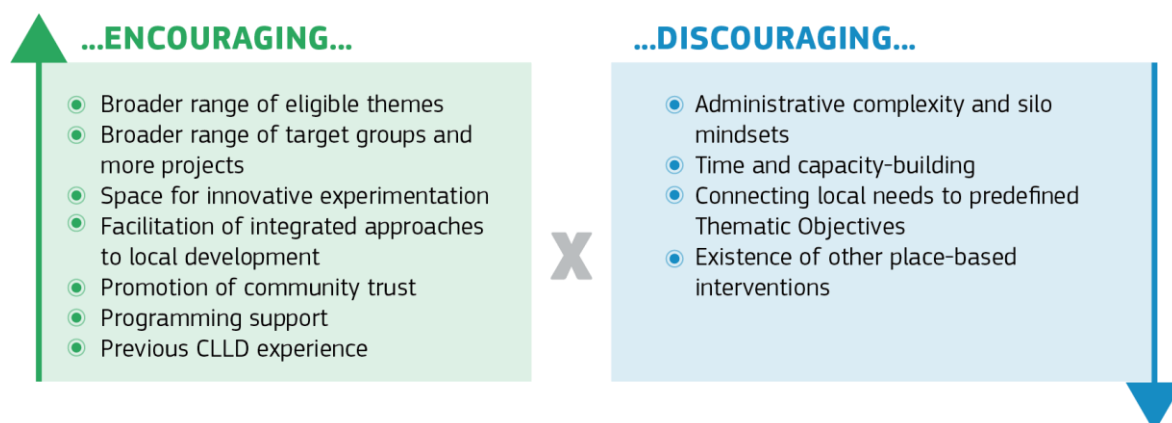 ...ENCOURAGING...
Broader range of eligible themes
Broader range of target groups and
more projects
Space for innovative experimentation
Facilitation of integrated approaches
to local development
Promotion of community trust
Programming support
Previous CLLD experience
X
...DISCOURAGING...
Administrative complexity and silo
mindsets
Time and capacity-building
Connecting local needs to predefined
Thematic Objectives
Existence of other place-based
interventions